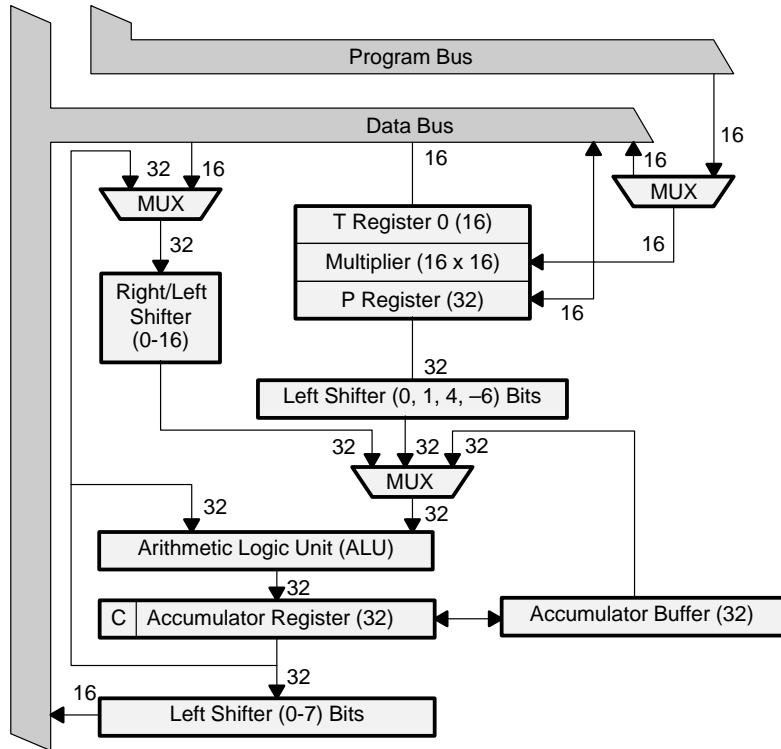 Program Bus
Data Bus
16
32
16
16
16
MUX
MUX
32
T Register 0 (16)
16
Multiplier (16 x 16)
Right/Left
Shifter
(0-16)
P Register (32)
16
32
Left Shifter (0, 1, 4, –6) Bits
32
32
32
MUX
32
32
Arithmetic Logic Unit (ALU)
32
C
Accumulator Register (32)
Accumulator Buffer (32)
32
16
Left Shifter (0-7) Bits